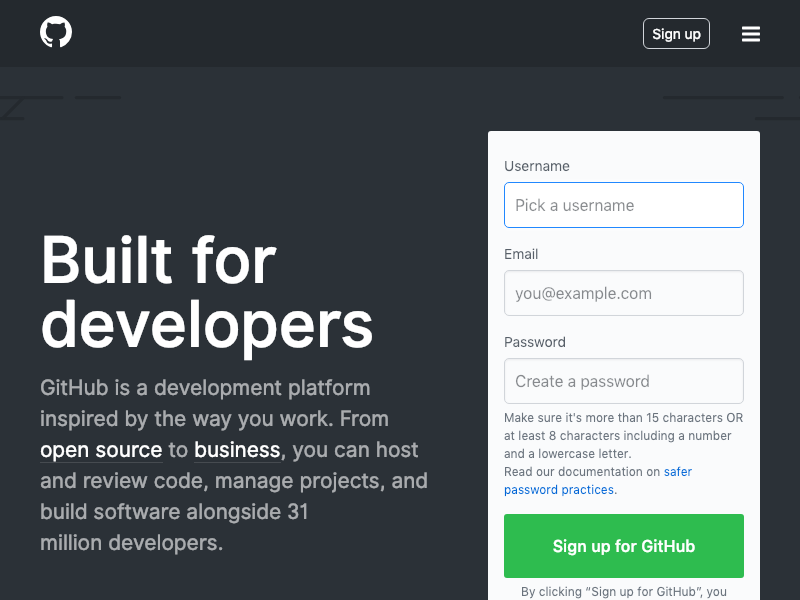 Sign up
Built for
developers
GitHub is a development platform
inspired by the way you work. From
open source to business, you can host
and review code, manage projects, and
build software alongside 31
million developers.
Username
Pick a username
Email
you@example.com
Password
Create a password
Make sure it's more than 15 characters OR
at least 8 characters including a number
and a lowercase letter.
Read our documentation on safer
password practices.
Sign up for GitHub
By clicking “Sign up for GitHub”, you